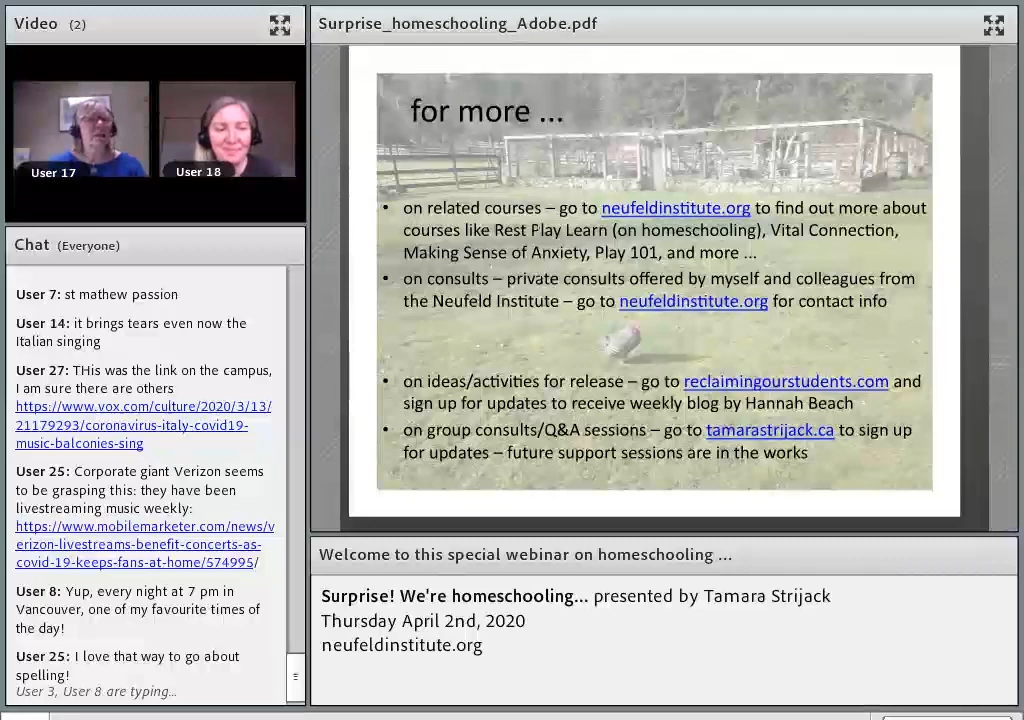 Video (2)
User 17
User 18
Chat (Everyone)
User 7: st mathew passion
User 14: it brings tears even now the
Italian singing
User 27: THis was the link on the campus,
I am sure there are others
https://www.vox.com/culture/2020/3/13/
21179293/coronavirus-italy-covid19-
music-balconies-sing
User 25: Corporate giant Verizon seems
to be grasping this: they have been
livestreaming music weekly:
https://www.mobilemarketer.com/news/v
erizon-livestreams-benefit-concerts-as-
covid-19-keeps-fans-at-home/574995/
User 8: Yup, every night at 7 pm in
Vancouver, one of my favourite times of
the day!
User 25: I love that way to go about
spelling!
User 3, User 8 are typing...
Surprise_homeschooling_Adobe.pdf
for more ...
• on related courses – go to neufeldinstitute.org to find out more about
courses like Rest Play Learn (on homeschooling), Vital Connection,
Making Sense of Anxiety, Play 101, and more ...
• on consults – private consults offered by myself and colleagues from
the Neufeld Institute – go to neufeldinstitute.org for contact info
• on ideas/activities for release – go to reclaimingourstudents.com and
sign up for updates to receive weekly blog by Hannah Beach
• on group consults/Q&A sessions – go to tamarastrijack.ca to sign up
for updates – future support sessions are in the works
Welcome to this special webinar on homeschooling ...
Surprise! We're homeschooling... presented by Tamara Strijack
Thursday April 2nd, 2020
neufeldinstitute.org